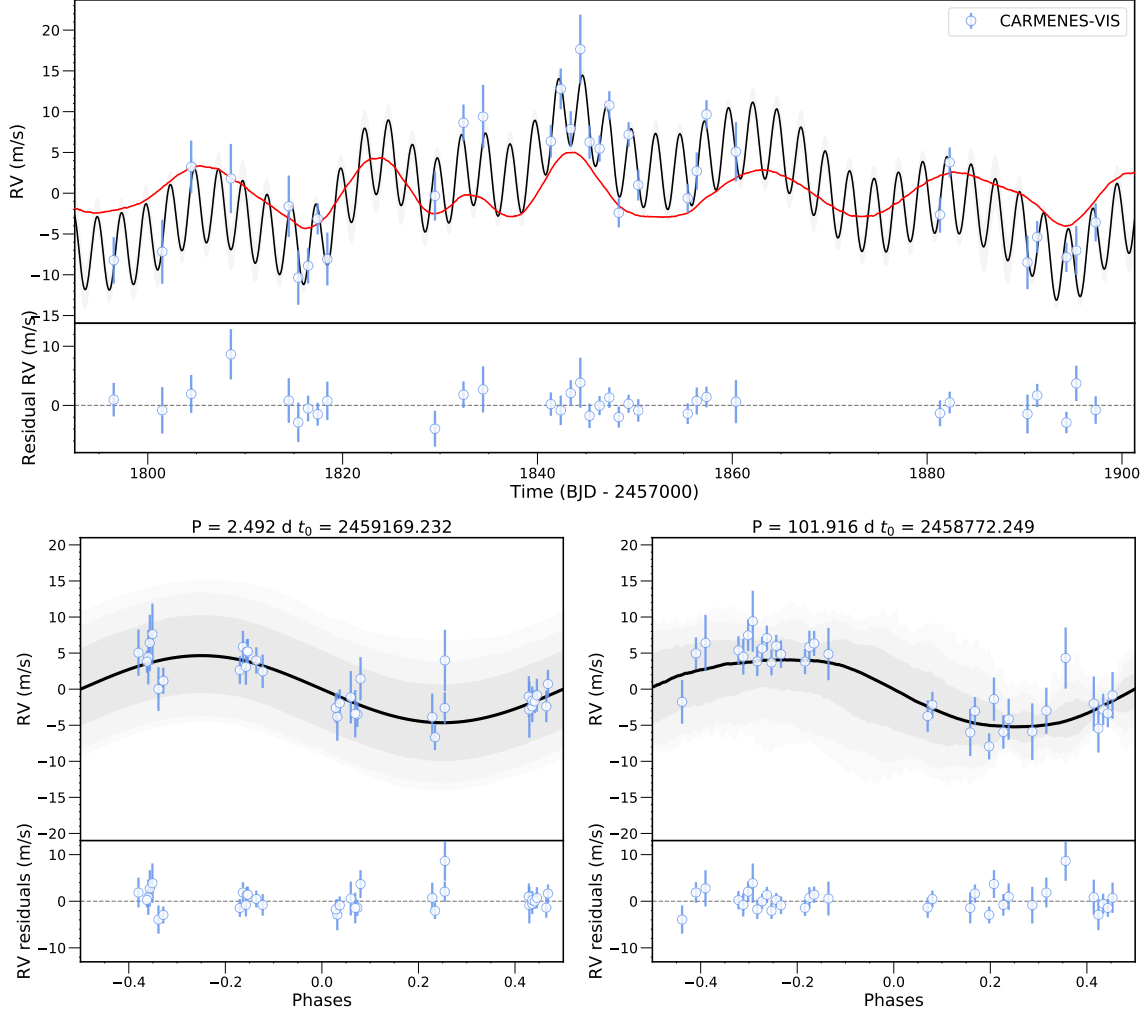 CARMENES-VIS
RV (m/s)
20
15
10
5
0
−5
−10
−15
Residual RV (m/s)
10
0
1800 1820 1840 1860 1880 1900
Time (BJD - 2457000)
P = 2.492 d t₀ = 2459169.232
RV (m/s)
20
15
10
5
0
−5
−10
−15
−20
RV residuals (m/s)
10
0
−10
−0.4 −0.2 0.0 0.2 0.4
Phases
P = 101.916 d t₀ = 2458772.249
RV (m/s)
20
15
10
5
0
−5
−10
−15
−20
RV residuals (m/s)
10
0
−10
−0.4 −0.2 0.0 0.2 0.4
Phases